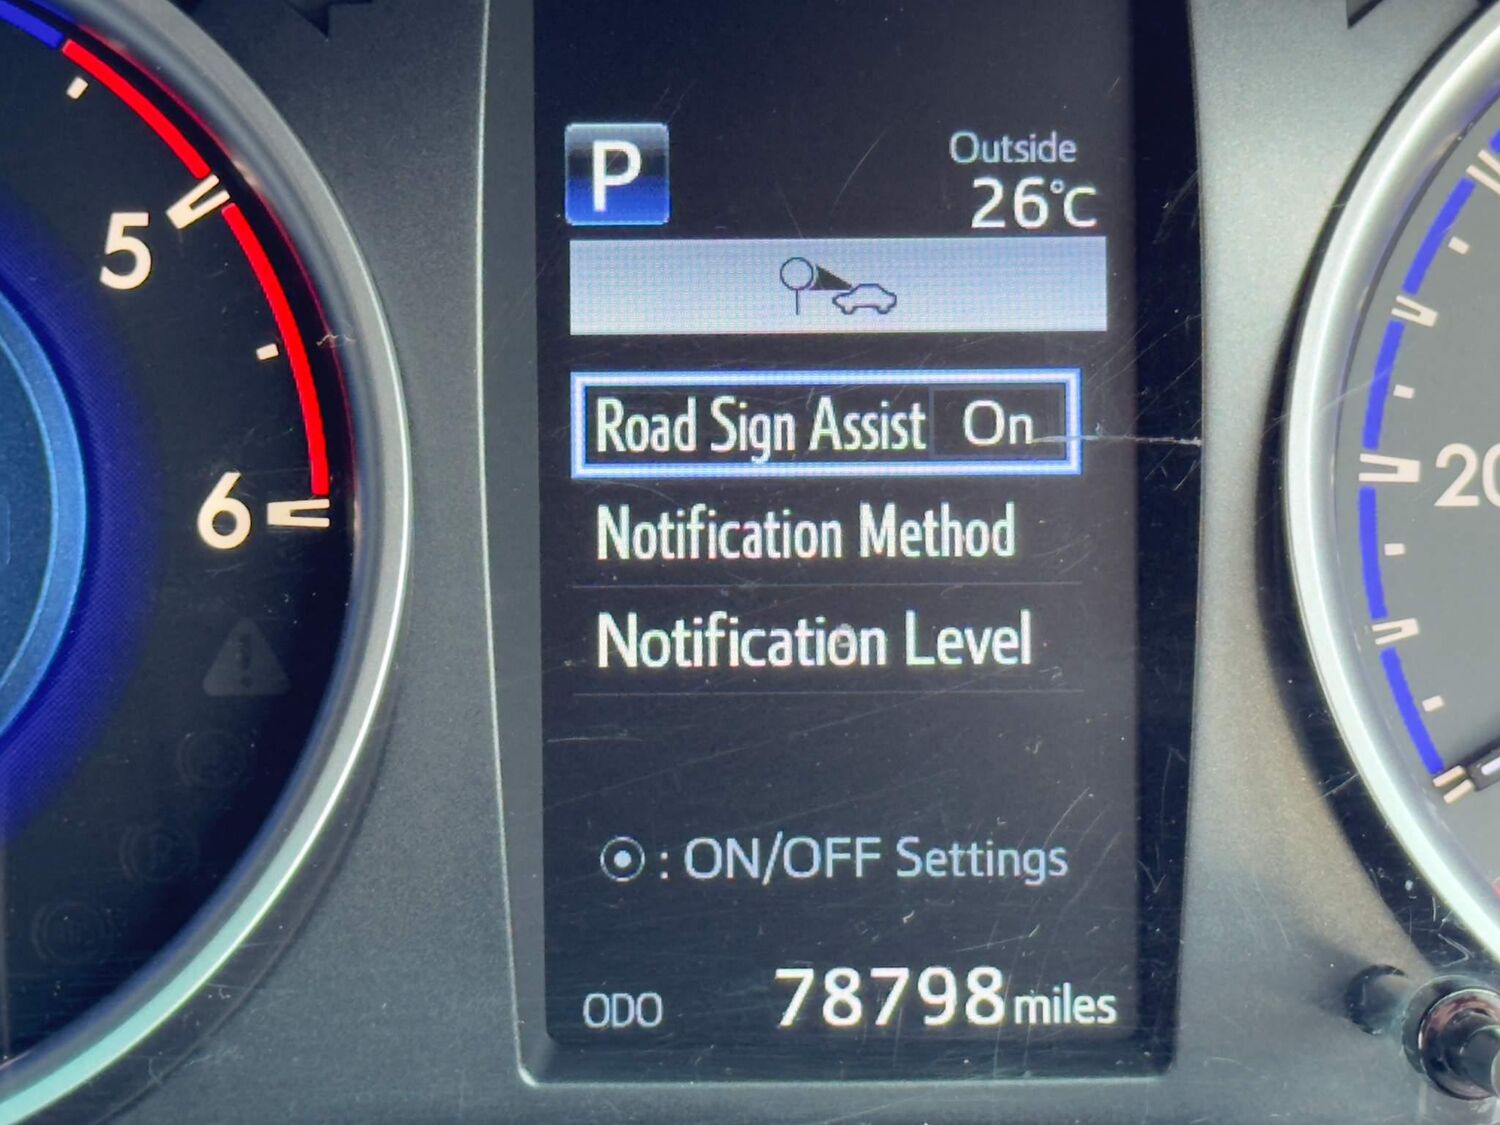 P
Outside
26°C
5
6
20
Road Sign Assist On
Notification Method
Notification Level
⦿ : ON/OFF Settings
ODO 78798 miles